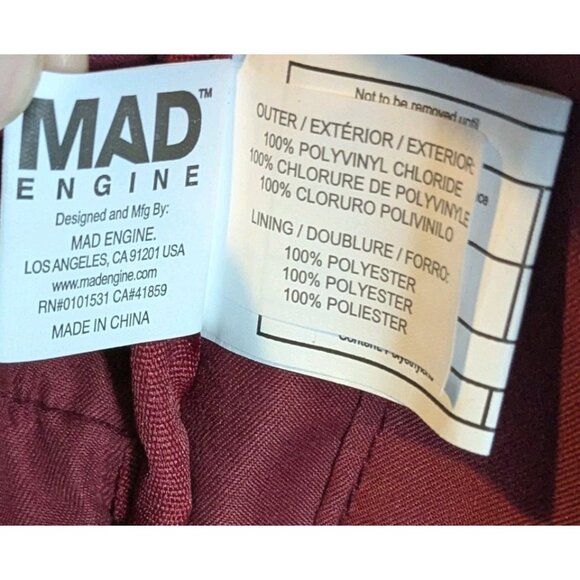 MAD™
ENGINE
Designed and Mfg By:
MAD ENGINE.
LOS ANGELES, CA 91201 USA
www.madengine.com
RN#0101531 CA#41859
MADE IN CHINA
Not to be removed until
OUTER / EXTÉRIOR / EXTERIOR:
100% POLYVINYL CHLORIDE
100% CHLORURE DE POLYVINYLE
100% CLORURO POLIVINILO
LINING / DOUBLURE / FORRO:
100% POLYESTER
100% POLYESTER
100% POLIESTER